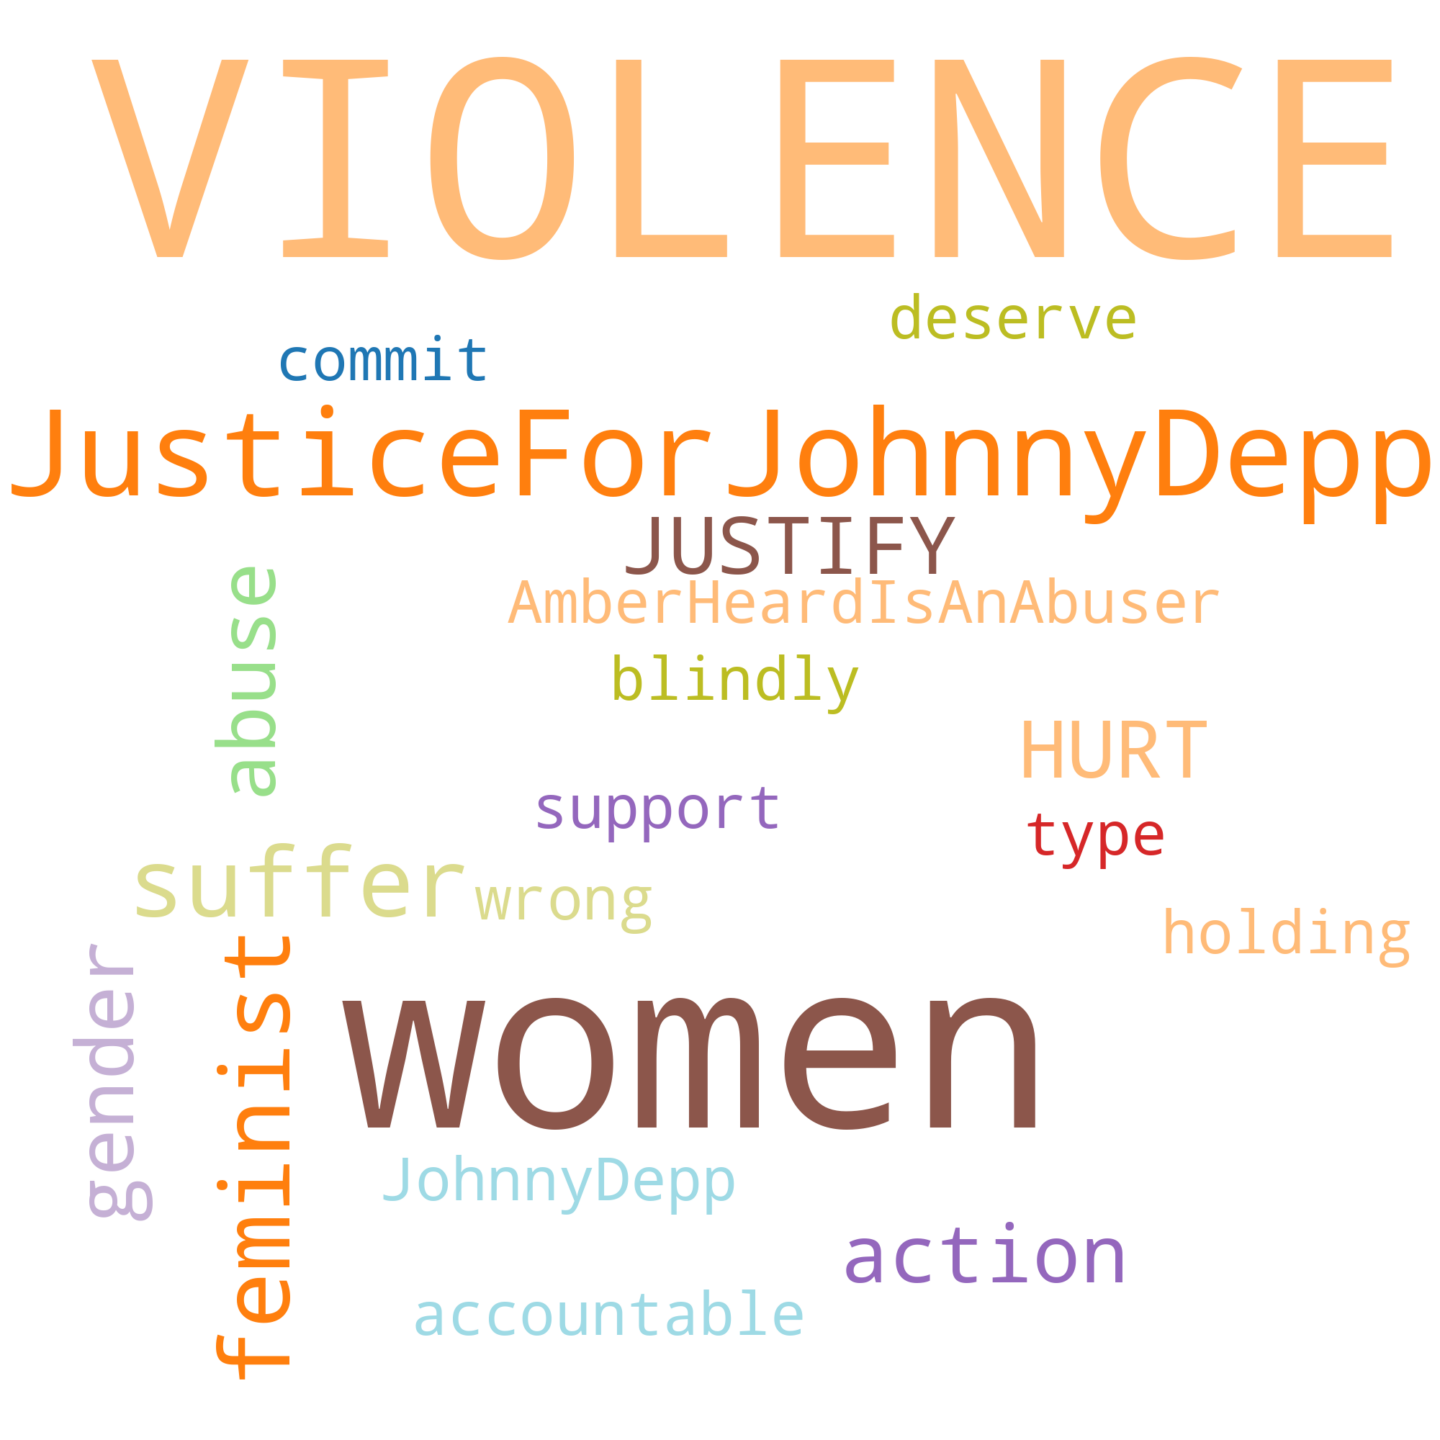 VIOLENCE
deserve
commit
JusticeForJohnnyDepp
JUSTIFY
AmberHeardIsAnAbuser
abuse
blindly
HURT
support
type
suffer
wrong
holding
feminist
gender
women
JohnnyDepp
action
accountable